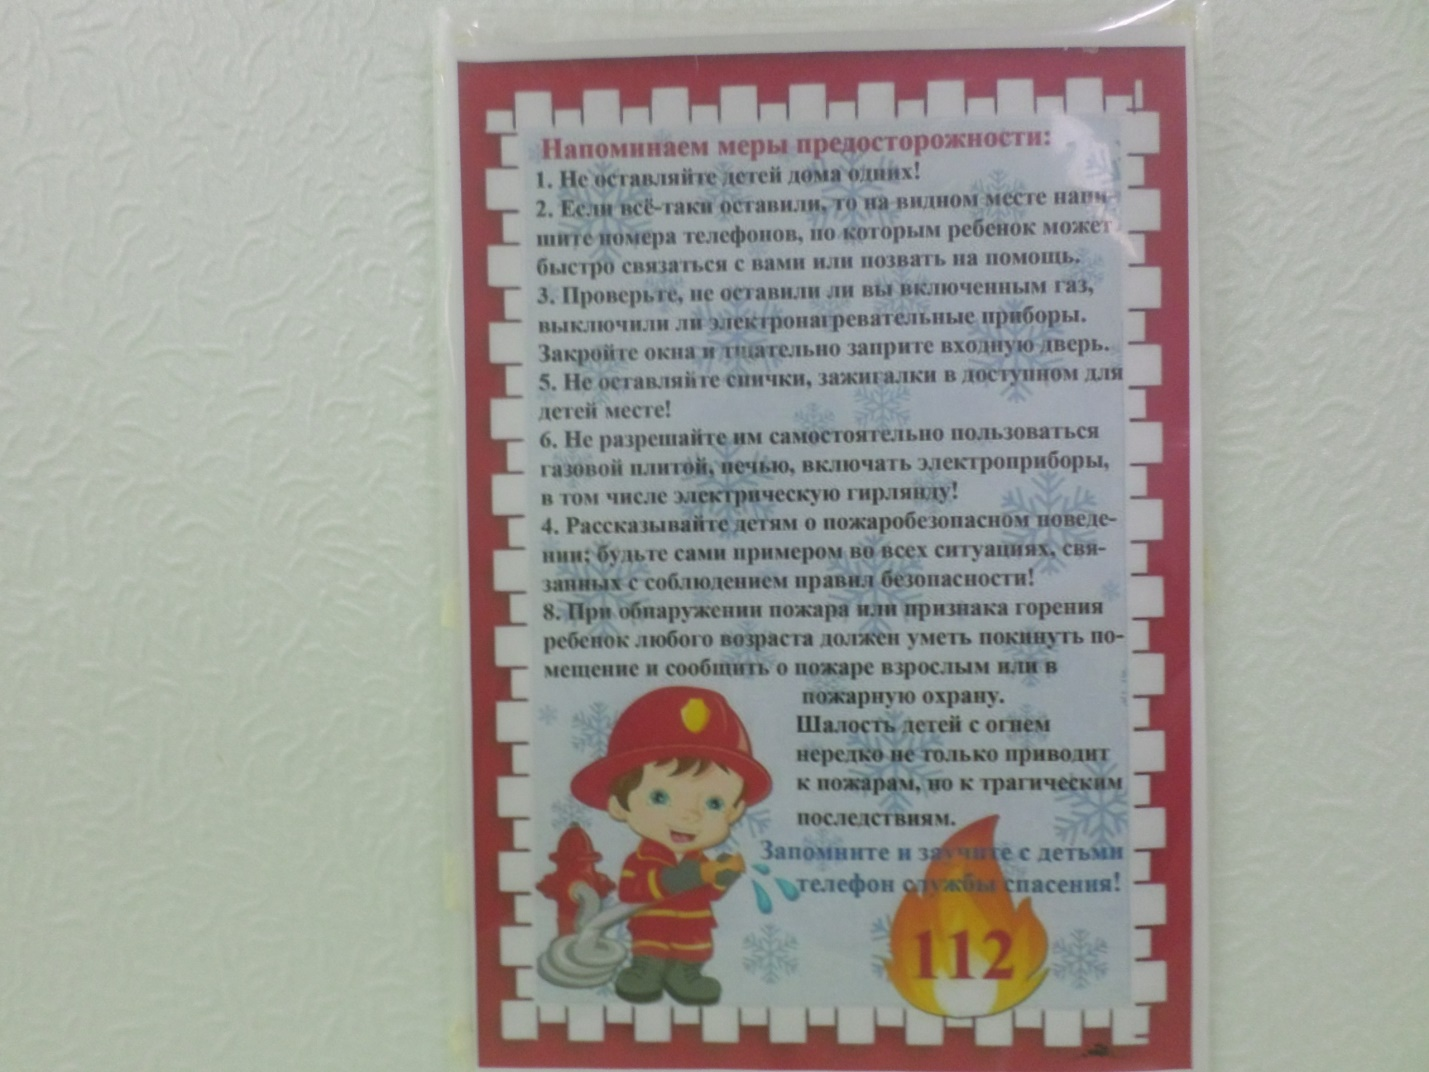 Напоминаем меры предосторожности:
1. Не оставляйте детей дома одних!
2. Если всё-таки оставили, то на видном месте напи-
шите номера телефонов, по которым ребенок может
быстро связаться с вами или позвать на помощь.
3. Проверьте, не оставили ли вы включенным газ,
выключили ли электронагревательные приборы.
Закройте окна и тщательно заприте входную дверь.
5. Не оставляйте спички, зажигалки в доступном для
детей месте!
6. Не разрешайте им самостоятельно пользоваться
газовой плитой, печью, включать электроприборы,
в том числе электрическую гирлянду!
4. Рассказывайте детям о пожаробезопасном поведе-
нии; будьте сами примером во всех ситуациях, свя-
занных с соблюдением правил безопасности!
8. При обнаружении пожара или признака горения
ребенок любого возраста должен уметь покинуть по-
мещение и сообщить о пожаре взрослым или в
пожарную охрану.
Шалость детей с огнем
нередко не только приводит
к пожарам, но к трагическим
последствиям.
Запомните и заучите с детьми
телефон службы спасения!
112